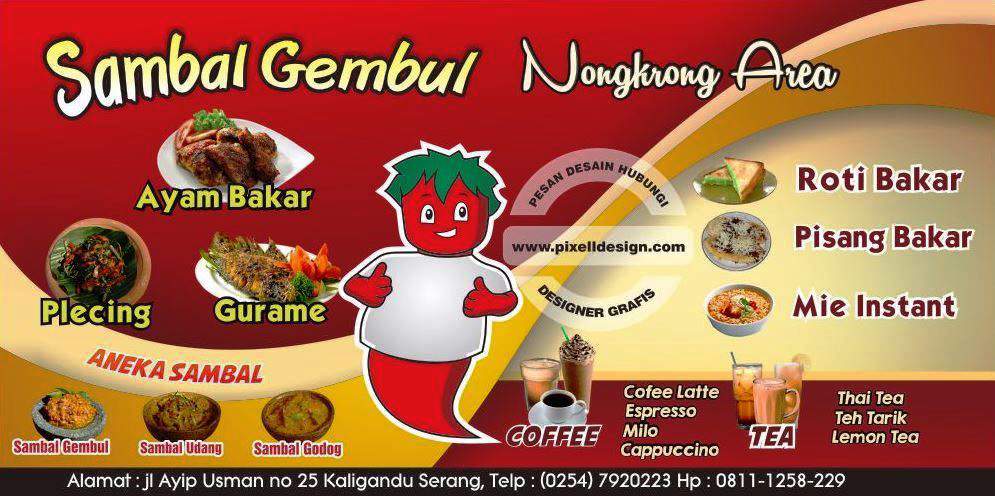 Sambal Gembul Nongkrong Area
Ayam Bakar
Plecing
Gurame
ANEKA SAMBAL
Sambal Gembul
Sambal Udang
Sambal Godog
PESAN DESAIN HUBUNGI
www.pixelldesign.com
DESIGNER GRAFIS
Roti Bakar
Pisang Bakar
Mie Instant
COFFEE
Cofee Latte
Espresso
Milo
Cappuccino
TEA
Thai Tea
Teh Tarik
Lemon Tea
Alamat : jl Ayip Usman no 25 Kaligandu Serang, Telp : (0254) 7920223 Hp : 0811-1258-229